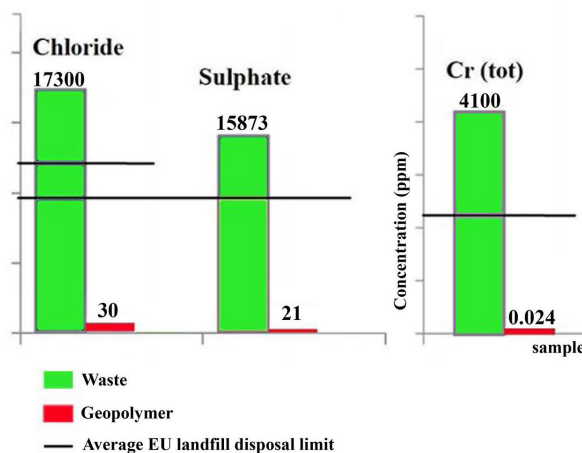 Chloride
17300
Sulphate
15873
30
21
Cr (tot)
4100
Concentration (ppm)
0.024
sample
Waste
Geopolymer
Average EU landfill disposal limit